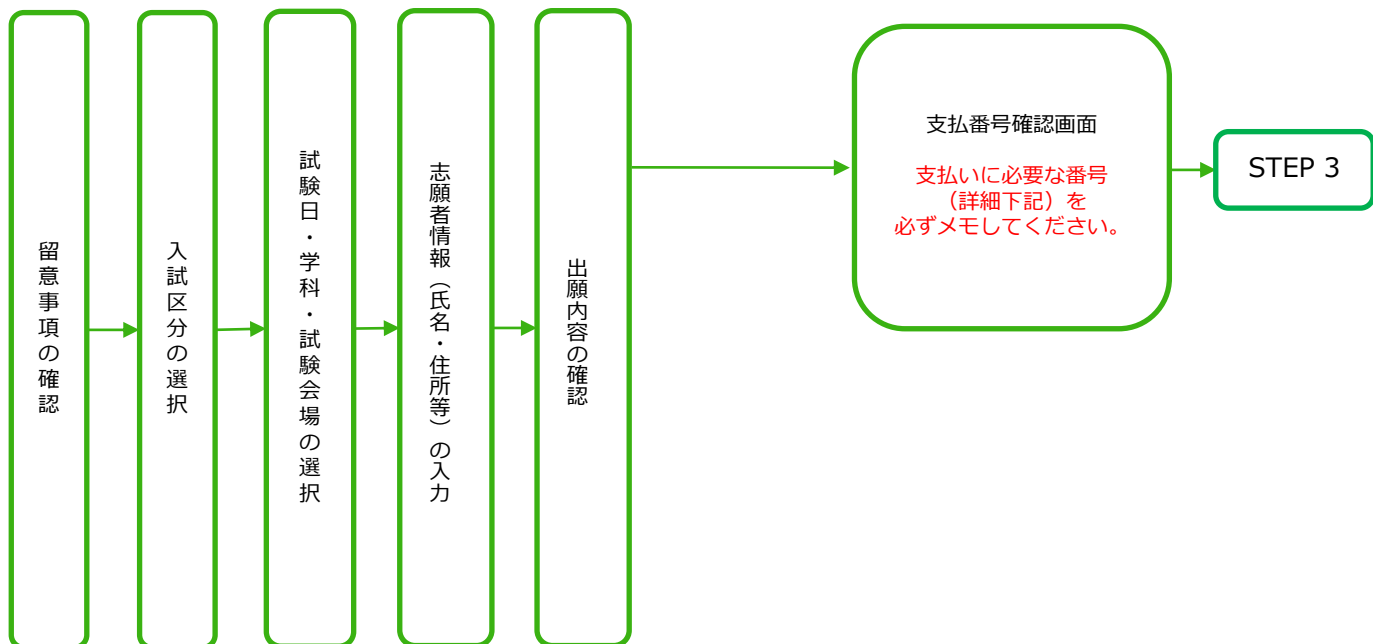 留意事項の確認
入試区分の選択
試験日・学科・試験会場の選択
志願者情報（氏名・住所等）の入力
出願内容の確認
支払番号確認画面
支払いに必要な番号
（詳細下記）を
必ずメモしてください。
STEP 3